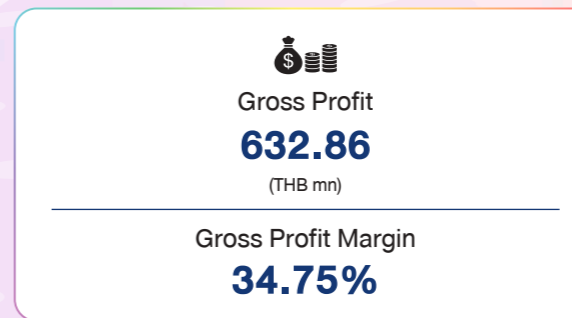 $
Gross Profit
632.86
(THB mn)
Gross Profit Margin
34.75%